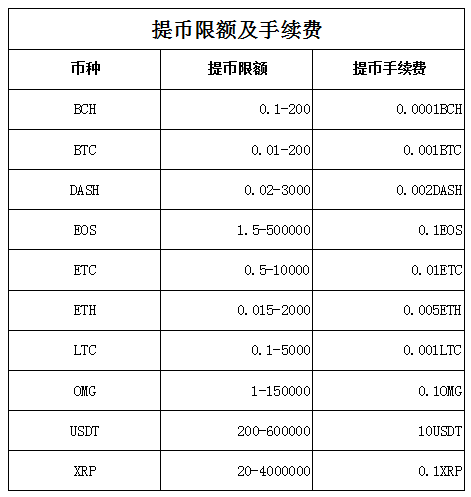 提币限额及手续费
币种 提币限额 提币手续费
BCH 0.1-200 0.0001BCH
BTC 0.01-200 0.001BTC
DASH 0.02-3000 0.002DASH
EOS 1.5-500000 0.1EOS
ETC 0.5-10000 0.01ETC
ETH 0.015-2000 0.005ETH
LTC 0.1-5000 0.001LTC
OMG 1-150000 0.1OMG
USDT 200-600000 10USDT
XRP 20-4000000 0.1XRP